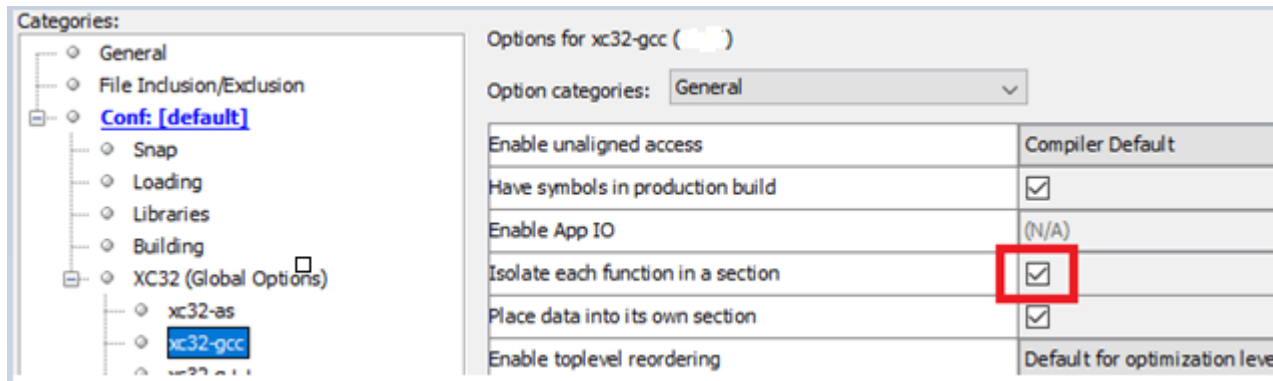 Categories:
General
File Inclusion/Exclusion
Conf: [default]
Snap
Loading
Libraries
Building
XC32 (Global Options)
xc32-as
xc32-gcc
Options for xc32-gcc ( )
Option categories: General
Enable unaligned access Compiler Default
Have symbols in production build
Enable App IO (N/A)
Isolate each function in a section
Place data into its own section
Enable toplevel reordering Default for optimization leve